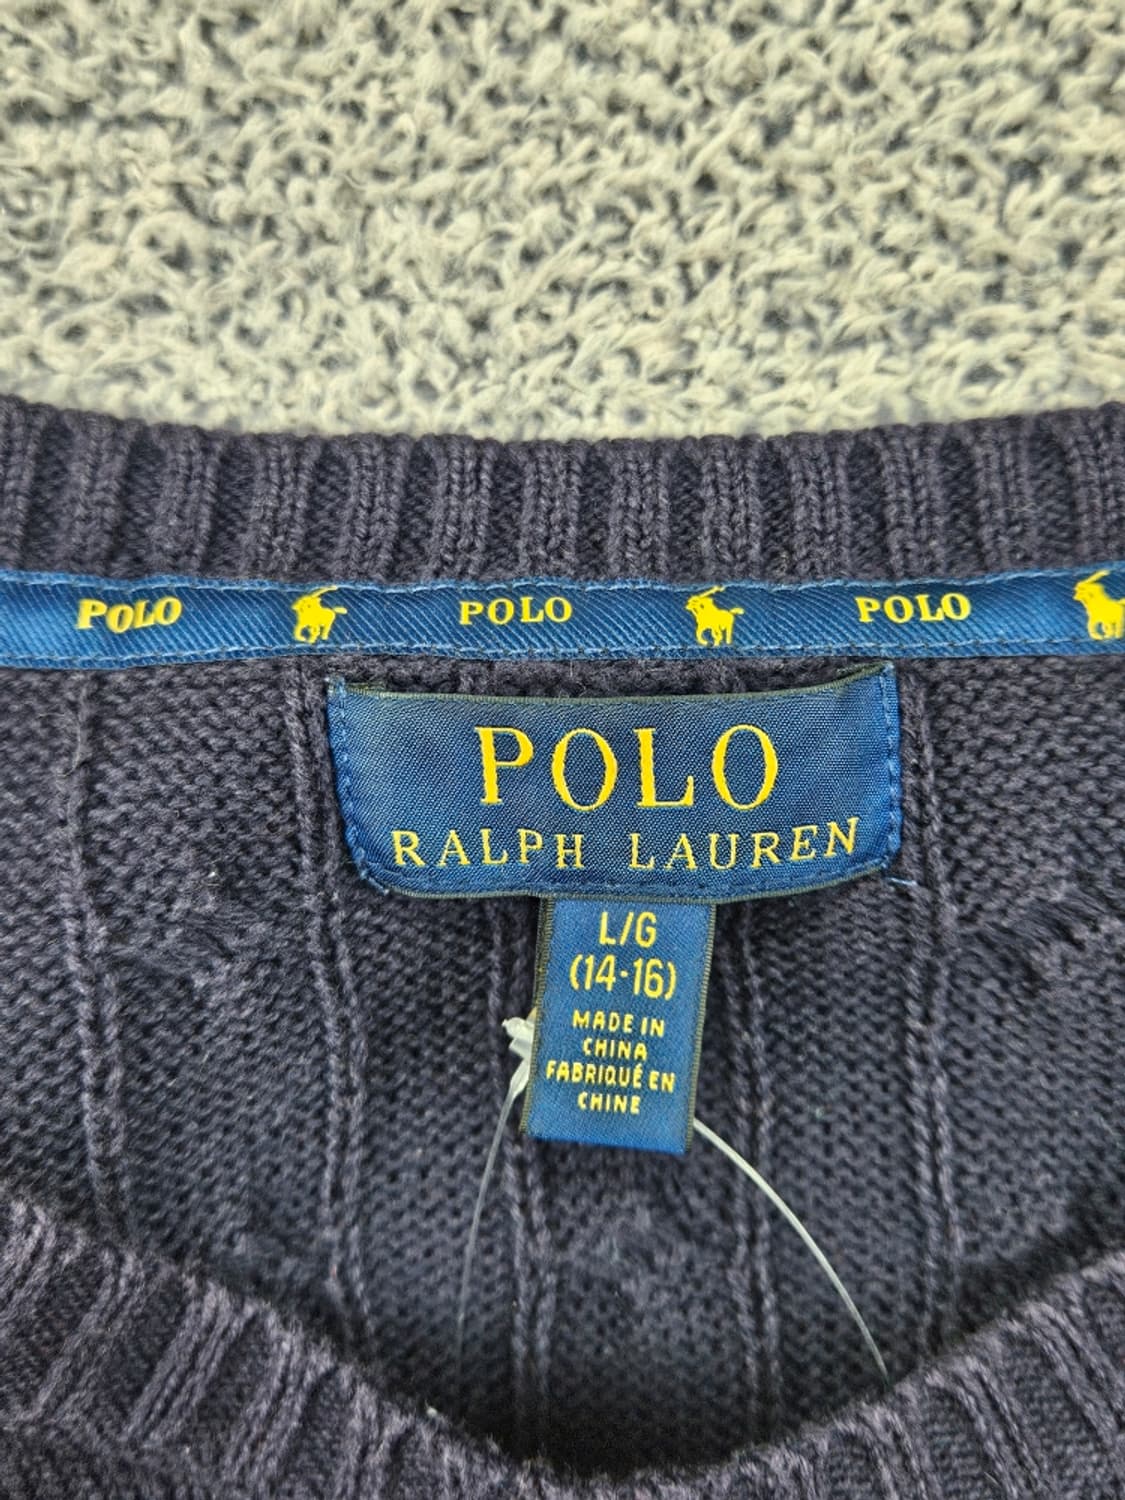 POLO POLO POLO
POLO
RALPH LAUREN
L/G
(14-16)
MADE IN
CHINA
FABRIQUÉ EN
CHINE